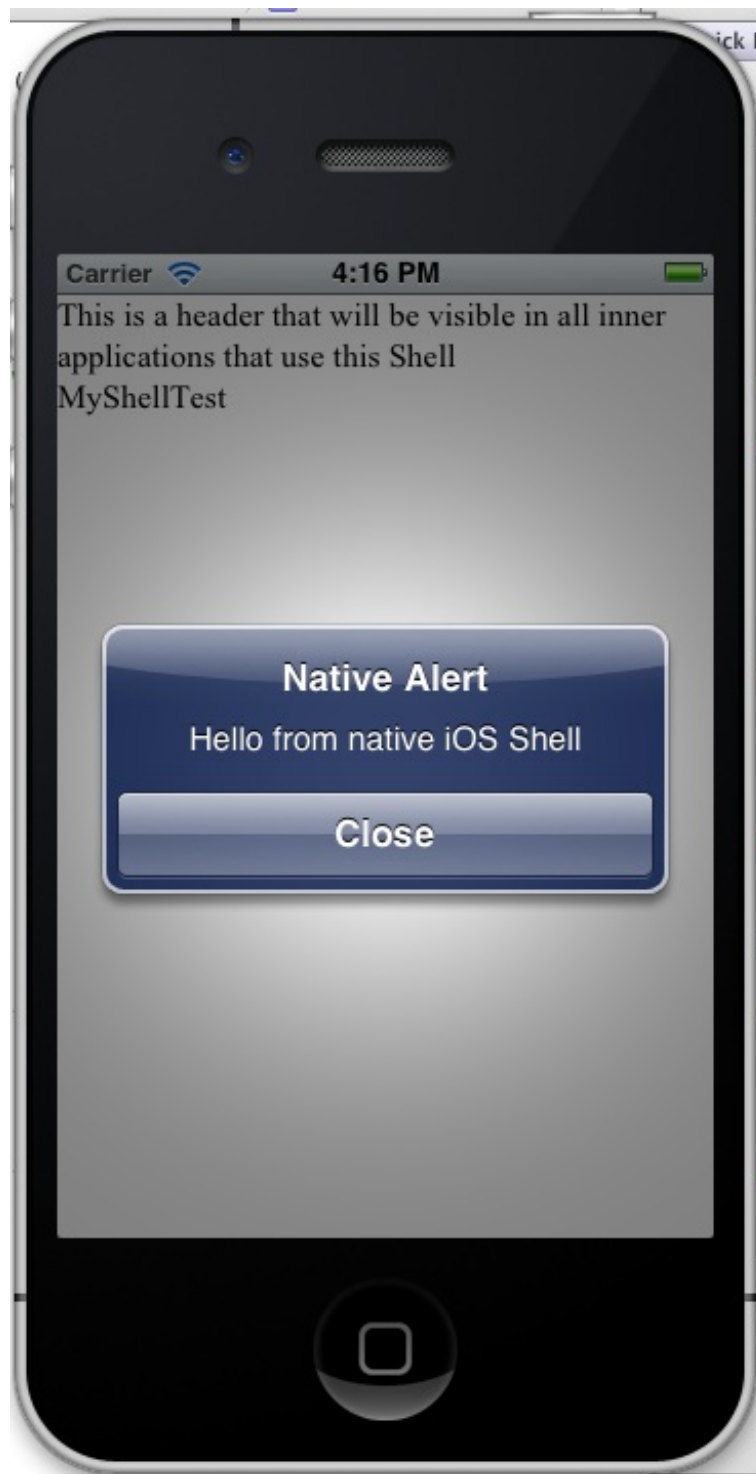 ick
Carrier 4:16 PM
This is a header that will be visible in all inner
applications that use this Shell
MyShellTest
Native Alert
Hello from native iOS Shell
Close